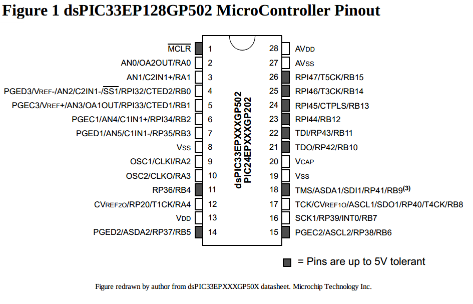 Figure 1 dsPIC33EP128GP502 MicroController Pinout
MCLR 1 28 AVDD
AN0/OA2OUT/RA0 2 27 AVSS
AN1/C2IN1+/RA1 3 26 RPI47/T5CK/RB15
PGED3/VREF-/AN2/C2IN1-/SS1/RPI32/CTED2/RB0 4 25 RPI46/T3CK/RB14
PGEC3/VREF+/AN3/OA1OUT/RPI33/CTED1/RB1 5 24 RPI45/CTPLS/RB13
PGEC1/AN4/C1IN1+/RPI34/RB2 6 23 RPI44/RB12
PGED1/AN5/C1IN1-/RP35/RB3 7 22 TDI/RP43/RB11
VSS 8 21 TDO/RP42/RB10
OSC1/CLKI/RA2 9 20 VCAP
OSC2/CLKO/RA3 10 19 VSS
RP36/RB4 11 18 TMS/ASDA1/SDI1/RP41/RB9(3)
CVREF2O/RP20/T1CK/RA4 12 17 TCK/CVREF1O/ASCL1/SDO1/RP40/T4CK/RB8
VDD 13 16 SCK1/RP39/INT0/RB7
PGED2/ASDA2/RP37/RB5 14 15 PGEC2/ASCL2/RP38/RB6
dsPIC33EPXXXGP502
PIC24EPXXXGP202
= Pins are up to 5V tolerant
Figure redrawn by author from dsPIC33EPXXXGP50X datasheet. Microchip Technology Inc.